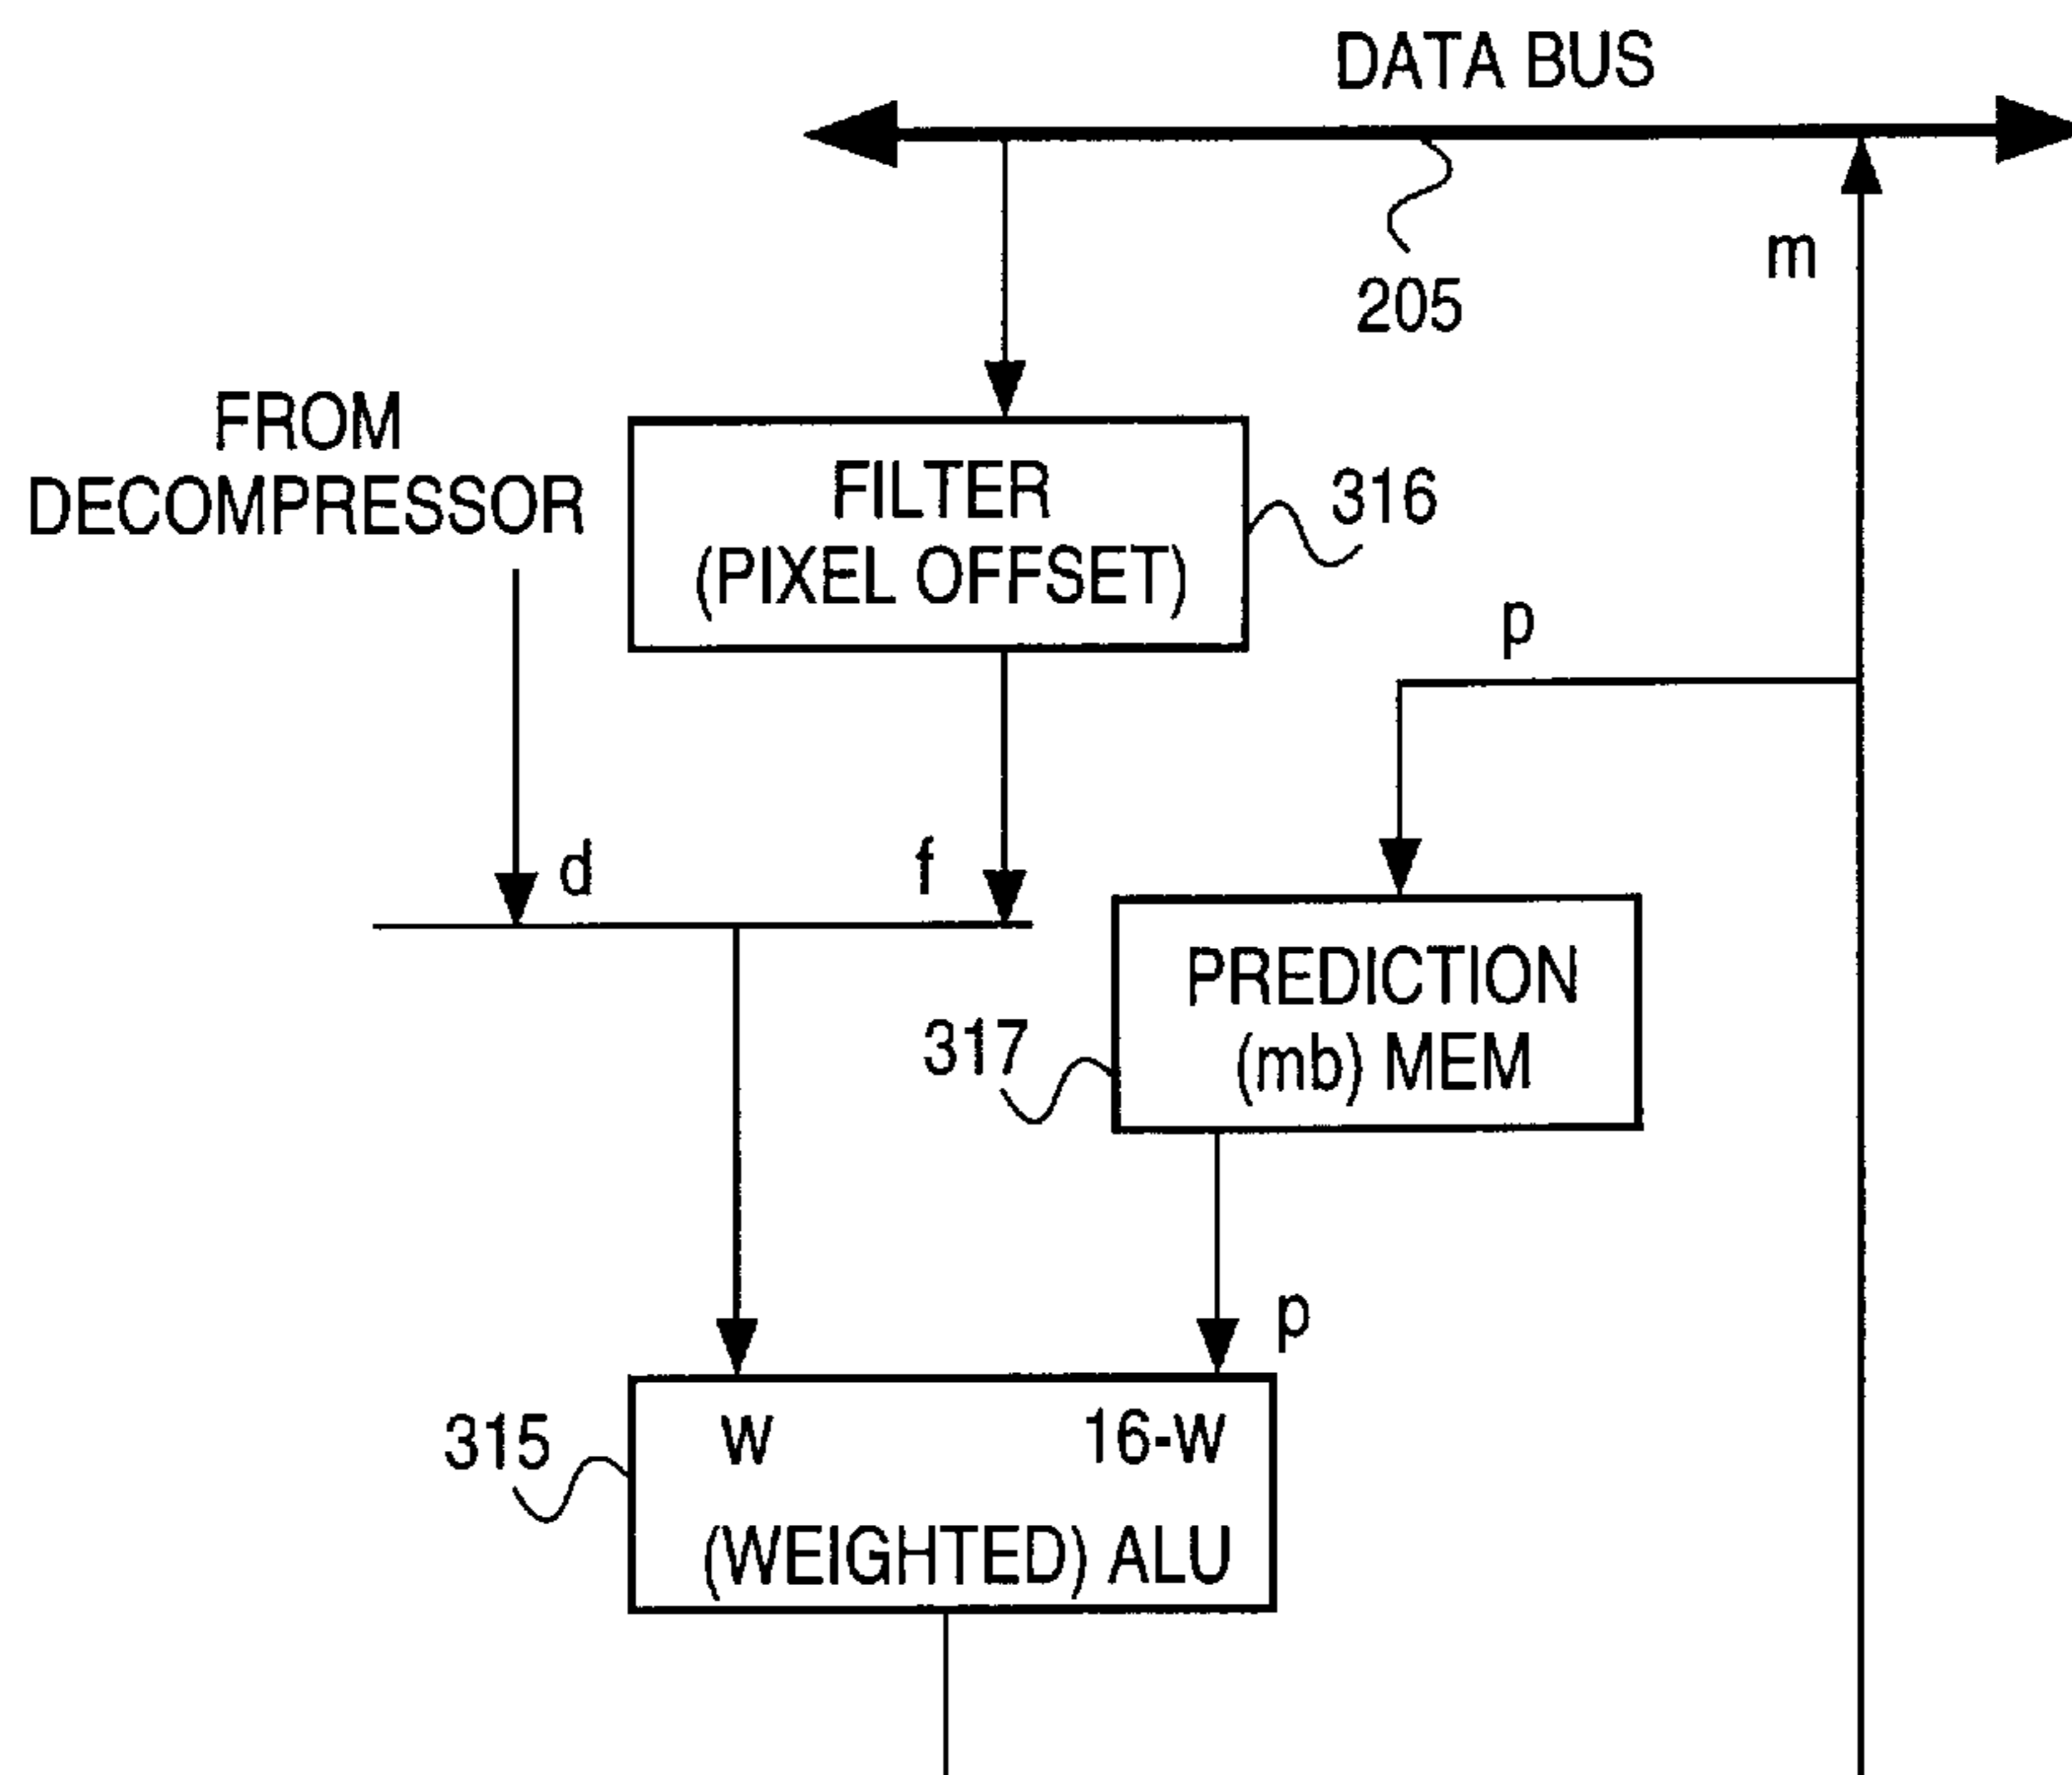 DATA BUS
205
m
FROM
DECOMPRESSOR
FILTER
(PIXEL OFFSET)
316
p
d
f
PREDICTION
(mb) MEM
317
p
W
16-W
(WEIGHTED) ALU
315